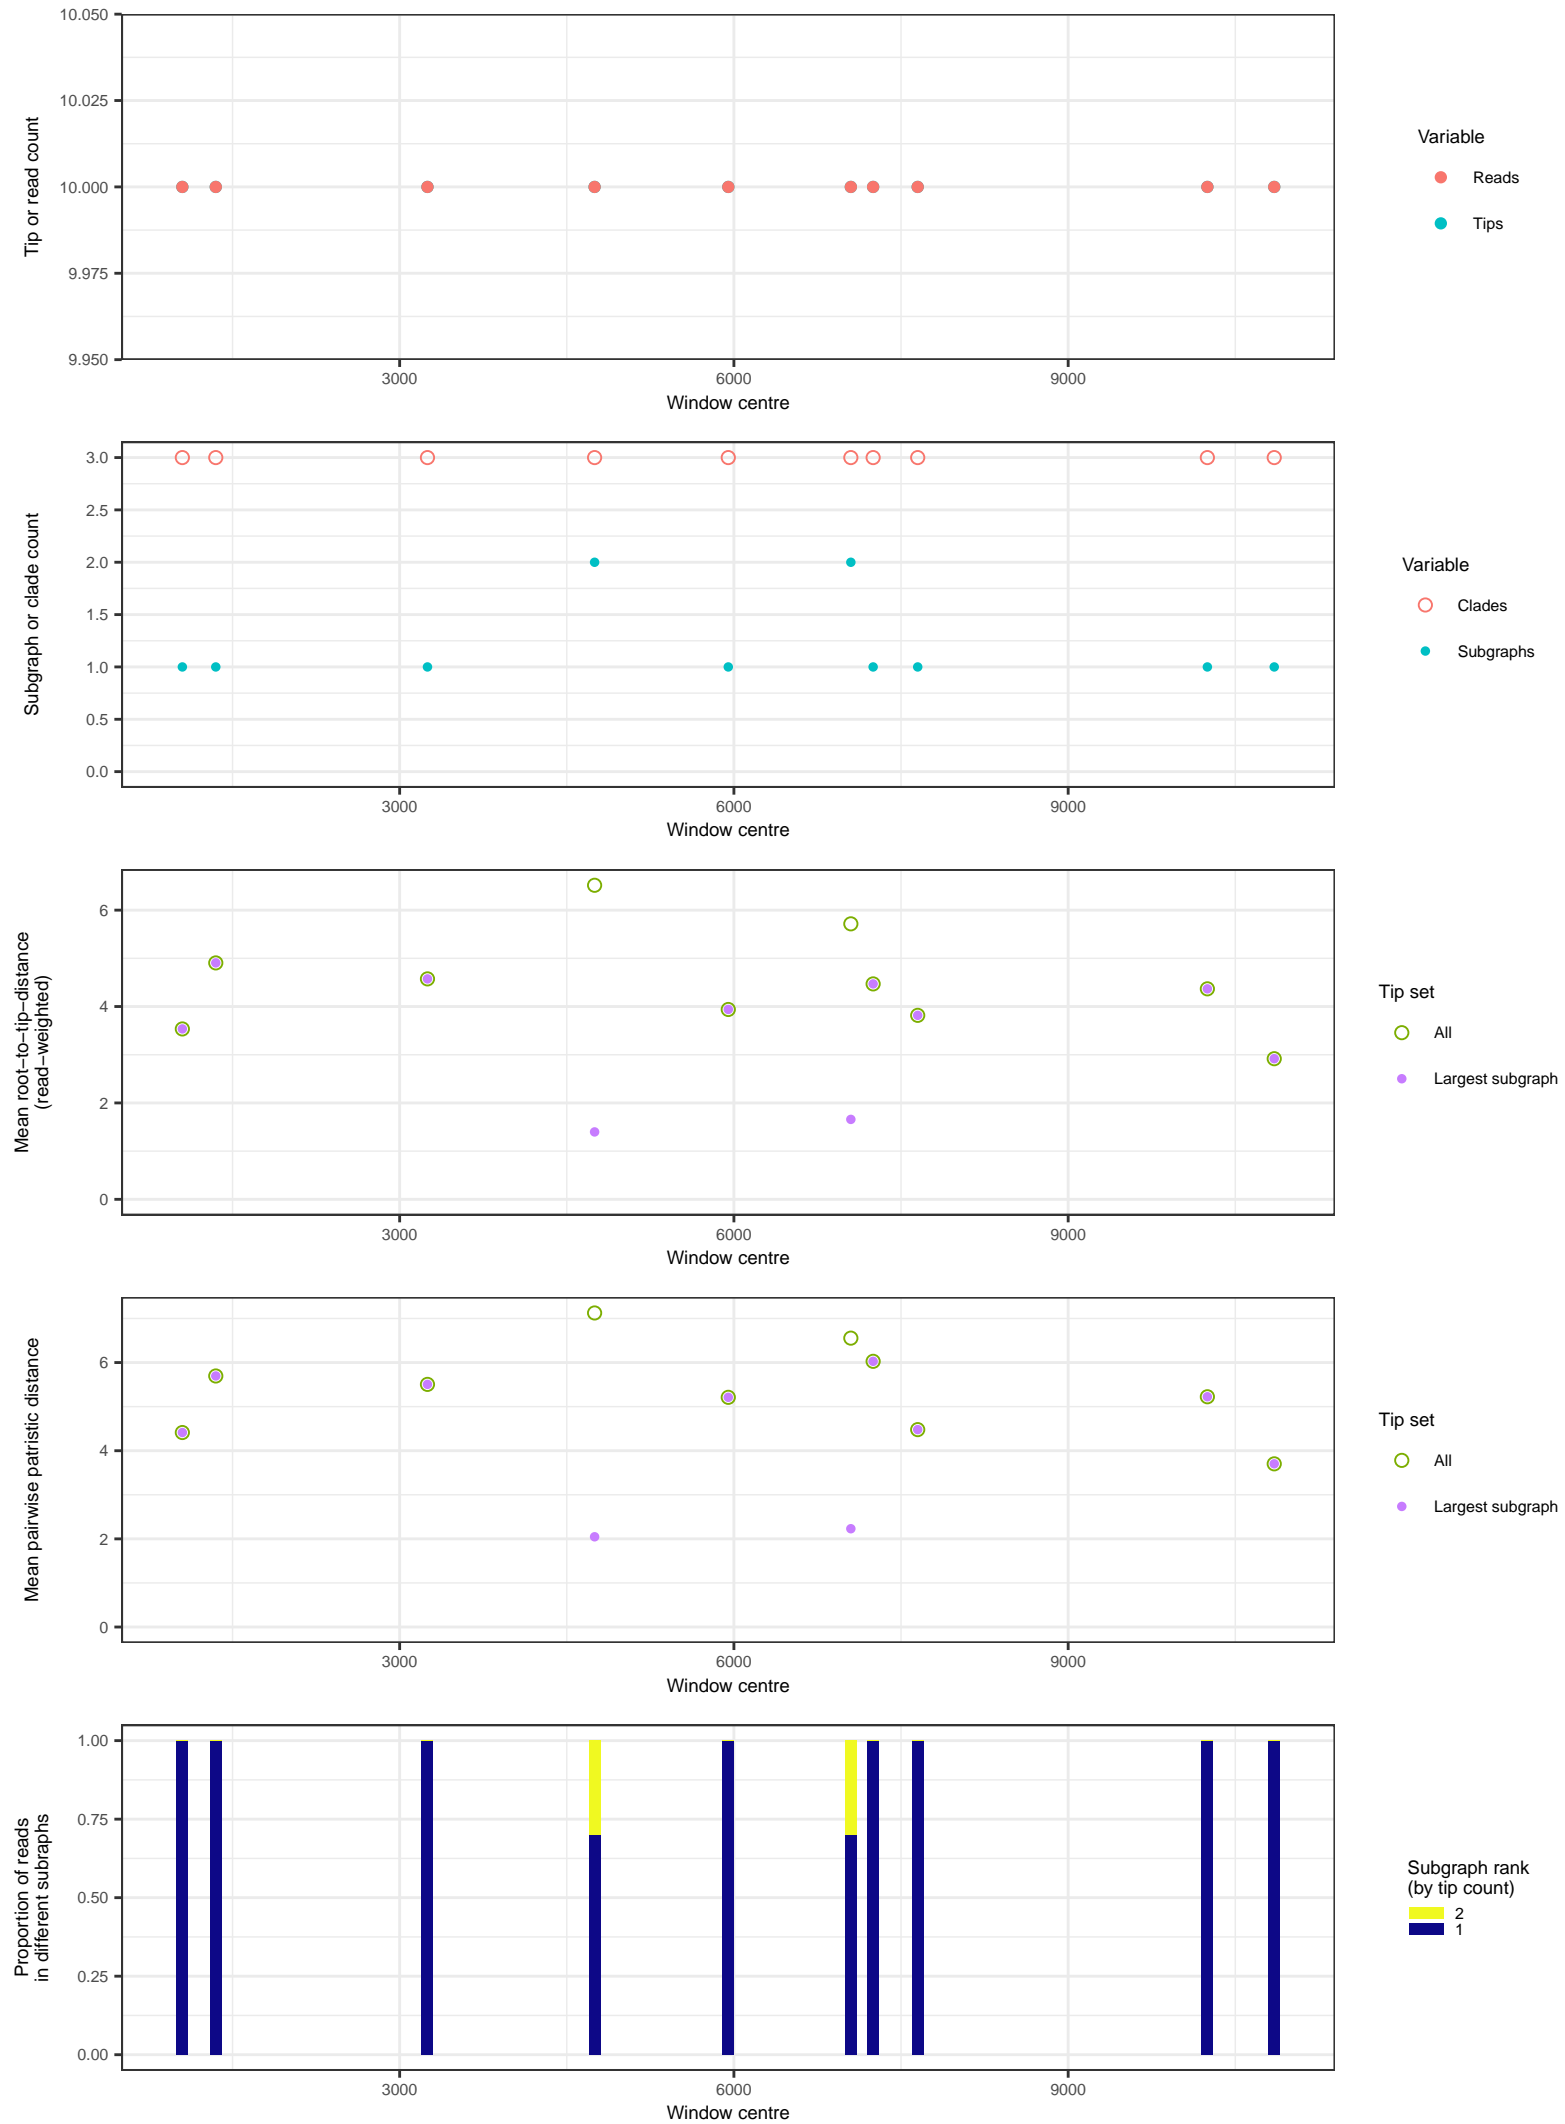 10.050
10.025
10.000
9.975
9.950
Tip or read count
3000
6000
9000
Window centre
Variable
Reads
Tips
3.0
2.5
2.0
1.5
1.0
0.5
0.0
Subgraph or clade count
3000
6000
9000
Window centre
Variable
Clades
Subgraphs
6
4
2
0
Mean root−to−tip−distance
(read−weighted)
3000
6000
9000
Window centre
Tip set
All
Largest subgraph
6
4
2
0
Mean pairwise patristic distance
3000
6000
9000
Window centre
Tip set
All
Largest subgraph
1.00
0.75
0.50
0.25
0.00
Proportion of reads
in different subraphs
3000
6000
9000
Window centre
Subgraph rank
(by tip count)
2
1